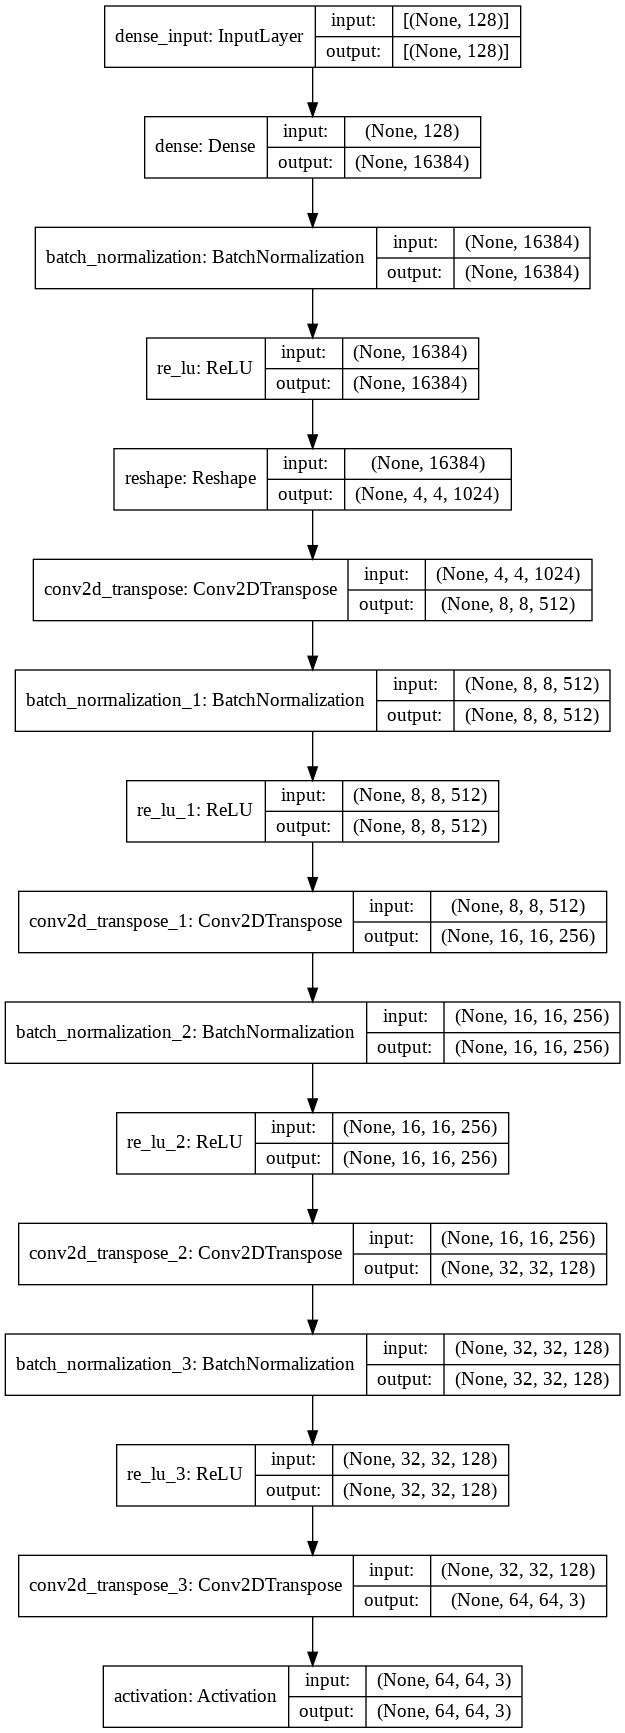 dense_input: InputLayer
input: [(None, 128)]
output: [(None, 128)]
dense: Dense
input: (None, 128)
output: (None, 16384)
batch_normalization: BatchNormalization
input: (None, 16384)
output: (None, 16384)
re_lu: ReLU
input: (None, 16384)
output: (None, 16384)
reshape: Reshape
input: (None, 16384)
output: (None, 4, 4, 1024)
conv2d_transpose: Conv2DTranspose
input: (None, 4, 4, 1024)
output: (None, 8, 8, 512)
batch_normalization_1: BatchNormalization
input: (None, 8, 8, 512)
output: (None, 8, 8, 512)
re_lu_1: ReLU
input: (None, 8, 8, 512)
output: (None, 8, 8, 512)
conv2d_transpose_1: Conv2DTranspose
input: (None, 8, 8, 512)
output: (None, 16, 16, 256)
batch_normalization_2: BatchNormalization
input: (None, 16, 16, 256)
output: (None, 16, 16, 256)
re_lu_2: ReLU
input: (None, 16, 16, 256)
output: (None, 16, 16, 256)
conv2d_transpose_2: Conv2DTranspose
input: (None, 16, 16, 256)
output: (None, 32, 32, 128)
batch_normalization_3: BatchNormalization
input: (None, 32, 32, 128)
output: (None, 32, 32, 128)
re_lu_3: ReLU
input: (None, 32, 32, 128)
output: (None, 32, 32, 128)
conv2d_transpose_3: Conv2DTranspose
input: (None, 32, 32, 128)
output: (None, 64, 64, 3)
activation: Activation
input: (None, 64, 64, 3)
output: (None, 64, 64, 3)